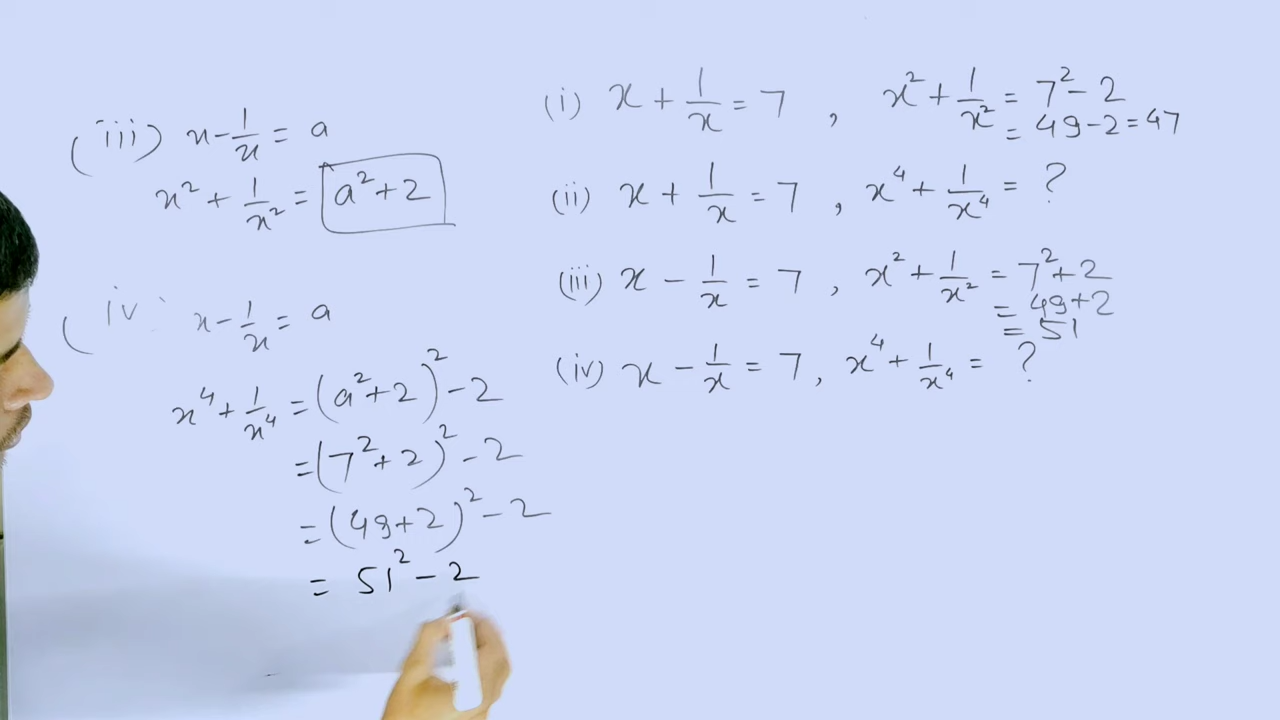 (iii) x - 1/x = a
x² + 1/x² = a² + 2
(iv) x - 1/x = a
x⁴ + 1/x⁴ = (a² + 2)² - 2
= (7² + 2)² - 2
= (49 + 2)² - 2
= 51² - 2
(i) x + 1/x = 7 , x² + 1/x² = 7² - 2
= 49 - 2 = 47
(ii) x + 1/x = 7 , x⁴ + 1/x⁴ = ?
(iii) x - 1/x = 7 , x² + 1/x² = 7² + 2
= 49 + 2
= 51
(iv) x - 1/x = 7 , x⁴ + 1/x⁴ = ?